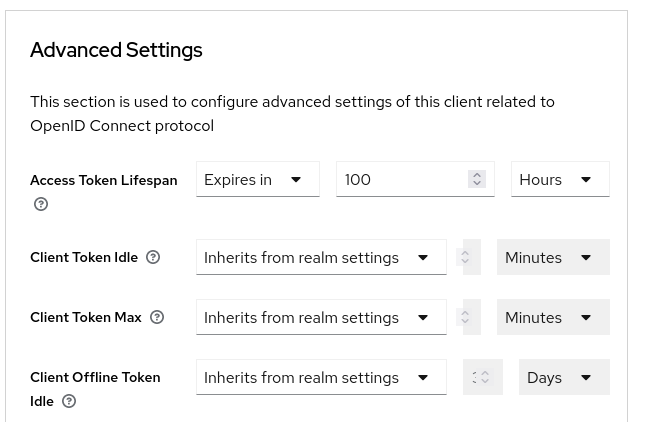 Advanced Settings
This section is used to configure advanced settings of this client related to
OpenID Connect protocol
Access Token Lifespan
Expires in
100
Hours
Client Token Idle
Inherits from realm settings
Minutes
Client Token Max
Inherits from realm settings
Minutes
Client Offline Token
Idle
Inherits from realm settings
Days